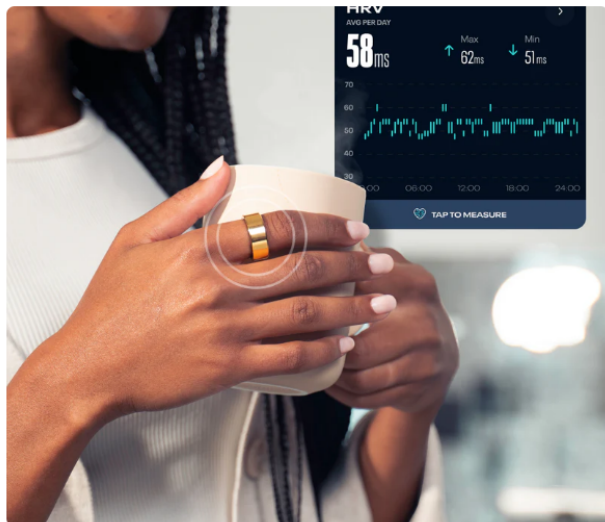 HRV
AVG PER DAY
58ms
Max
62ms
Min
51ms
70
60
50
40
30
:00
06:00
12:00
18:00
24:00
TAP TO MEASURE